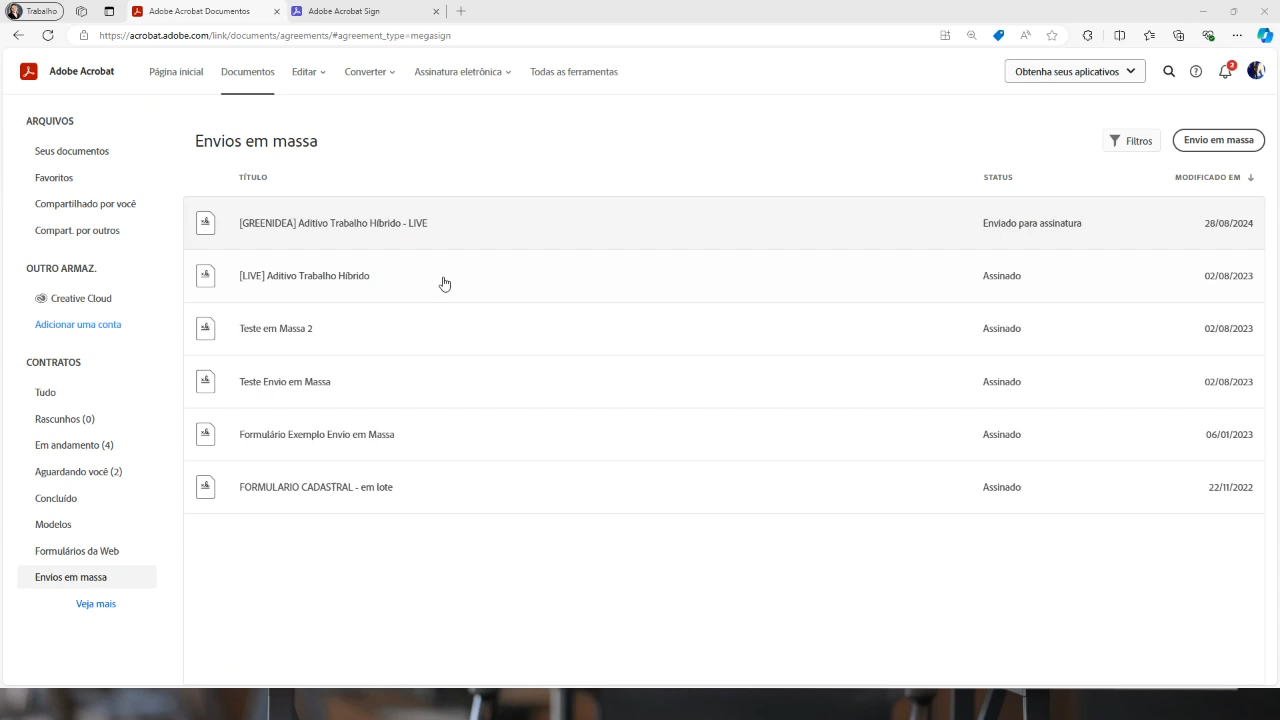 Trabalho
Adobe Acrobat Documentos
Adobe Acrobat Sign
https://acrobat.adobe.com/link/documents/agreements/#agreement_type=megasign
Adobe Acrobat
Página inicial
Documentos
Editar
Converter
Assinatura eletrônica
Todas as ferramentas
Obtenha seus aplicativos
2
ARQUIVOS
Seus documentos
Favoritos
Compartilhado por você
Compart. por outros
OUTRO ARMAZ.
Creative Cloud
Adicionar uma conta
CONTRATOS
Tudo
Rascunhos (0)
Em andamento (4)
Aguardando você (2)
Concluído
Modelos
Formulários da Web
Envios em massa
Veja mais
Envios em massa
Filtros
Envio em massa
TÍTULO STATUS MODIFICADO EM
[GREENIDEA] Aditivo Trabalho Híbrido - LIVE Enviado para assinatura 28/08/2024
[LIVE] Aditivo Trabalho Híbrido Assinado 02/08/2023
Teste em Massa 2 Assinado 02/08/2023
Teste Envio em Massa Assinado 02/08/2023
Formulário Exemplo Envio em Massa Assinado 06/01/2023
FORMULARIO CADASTRAL - em lote Assinado 22/11/2022